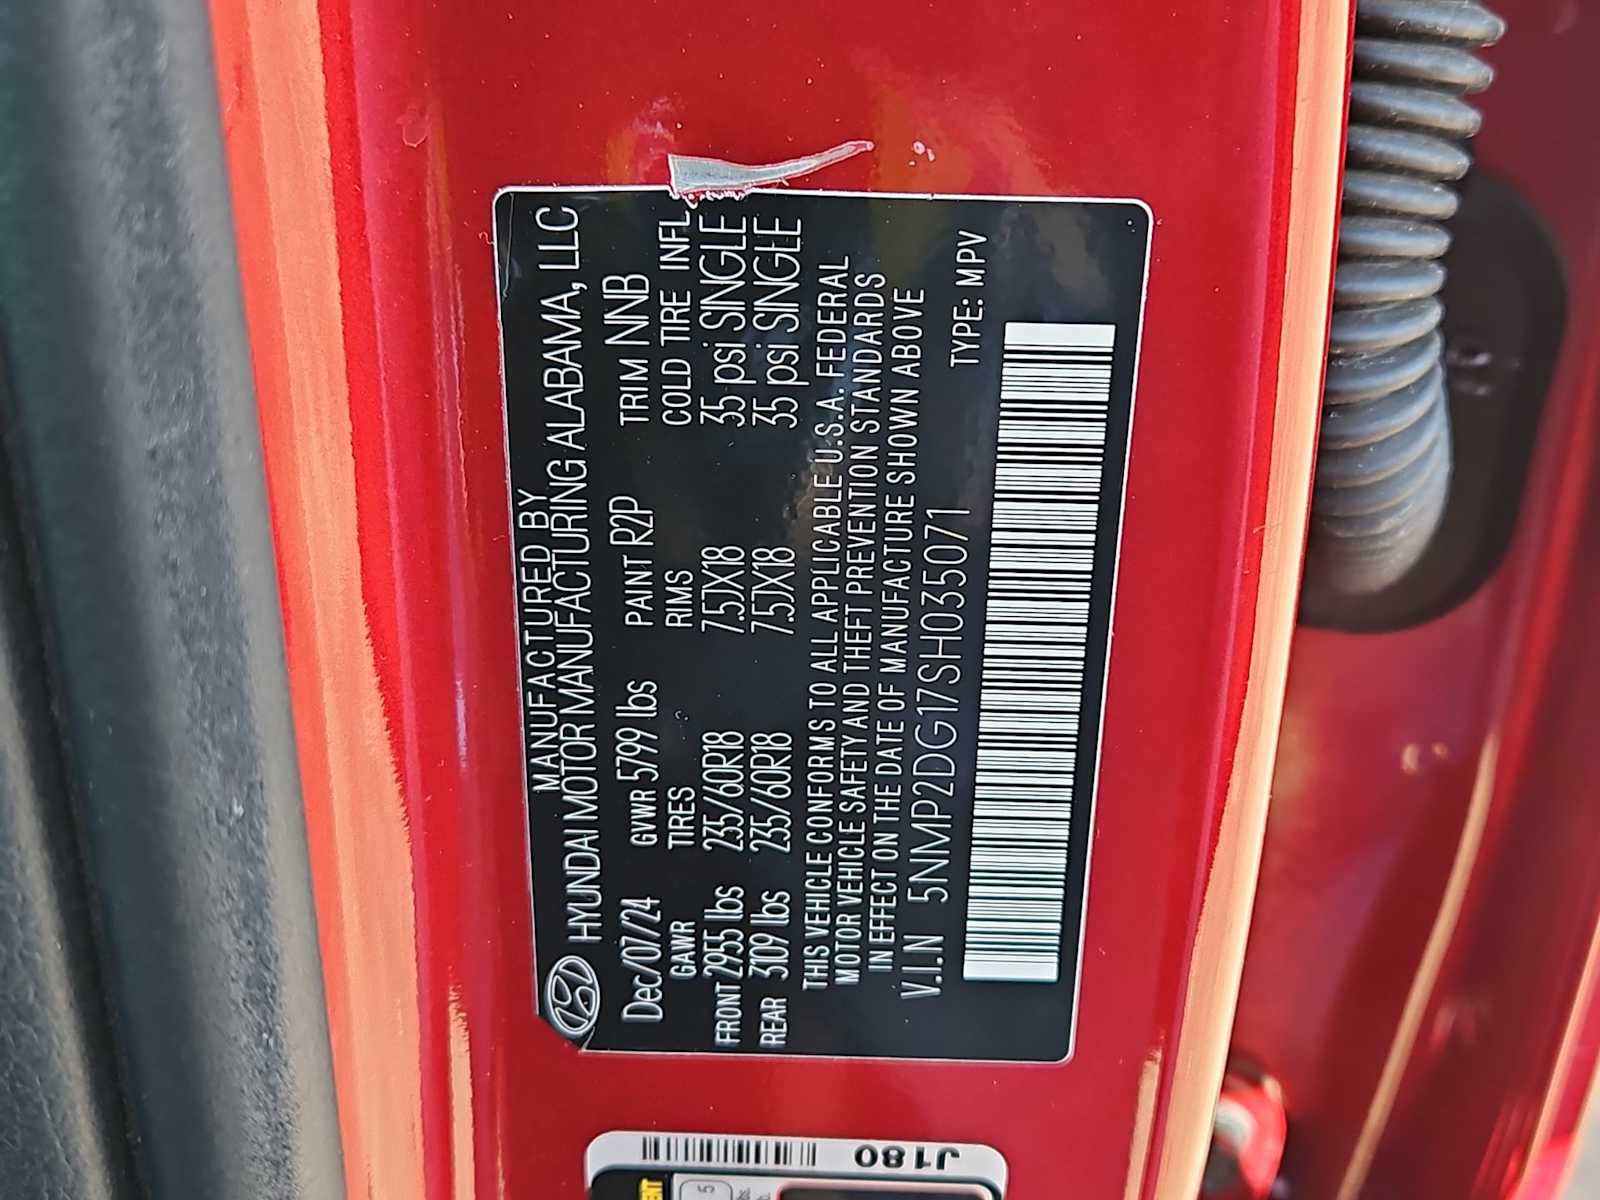 MANUFACTURED BY
HYUNDAI MOTOR MANUFACTURING ALABAMA, LLC
Dec/07/24 GVWR 5799 lbs PAINT R2P TRIM NNB
GAWR TIRES RIMS COLD TIRE INFL
FRONT 2955 lbs 235/60R18 7.5JX18 35 psi SINGLE
REAR 3109 lbs 235/60R18 7.5JX18 35 psi SINGLE
THIS VEHICLE CONFORMS TO ALL APPLICABLE U.S.A. FEDERAL
MOTOR VEHICLE SAFETY AND THEFT PREVENTION STANDARDS
IN EFFECT ON THE DATE OF MANUFACTURE SHOWN ABOVE
V.I.N 5NMP2DG17SH035071
TYPE: MPV
J180
5